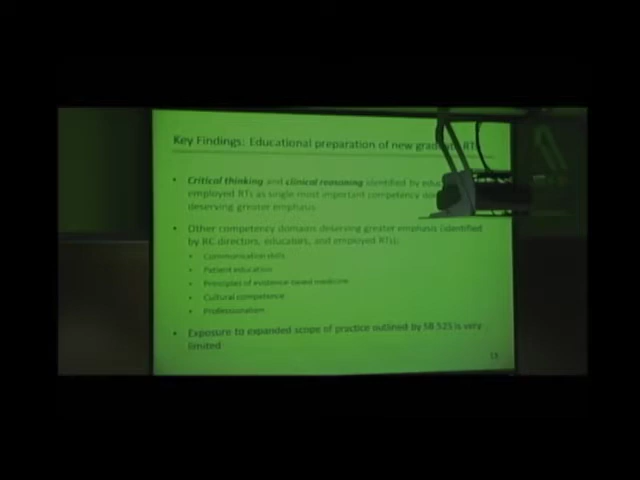 Key Findings: Educational preparation of new grad RT
• Critical thinking and clinical reasoning identified by edu
employed RTs as single most important competency do
deserving greater emphasis
• Other competency domains deserving greater emphasis (identified
by RC directors, educators, and employed RTs):
• Communication skills
• Patient education
• Principles of evidence-based medicine
• Cultural competence
• Professionalism
• Exposure to expanded scope of practice outlined by SB 525 is very
limited